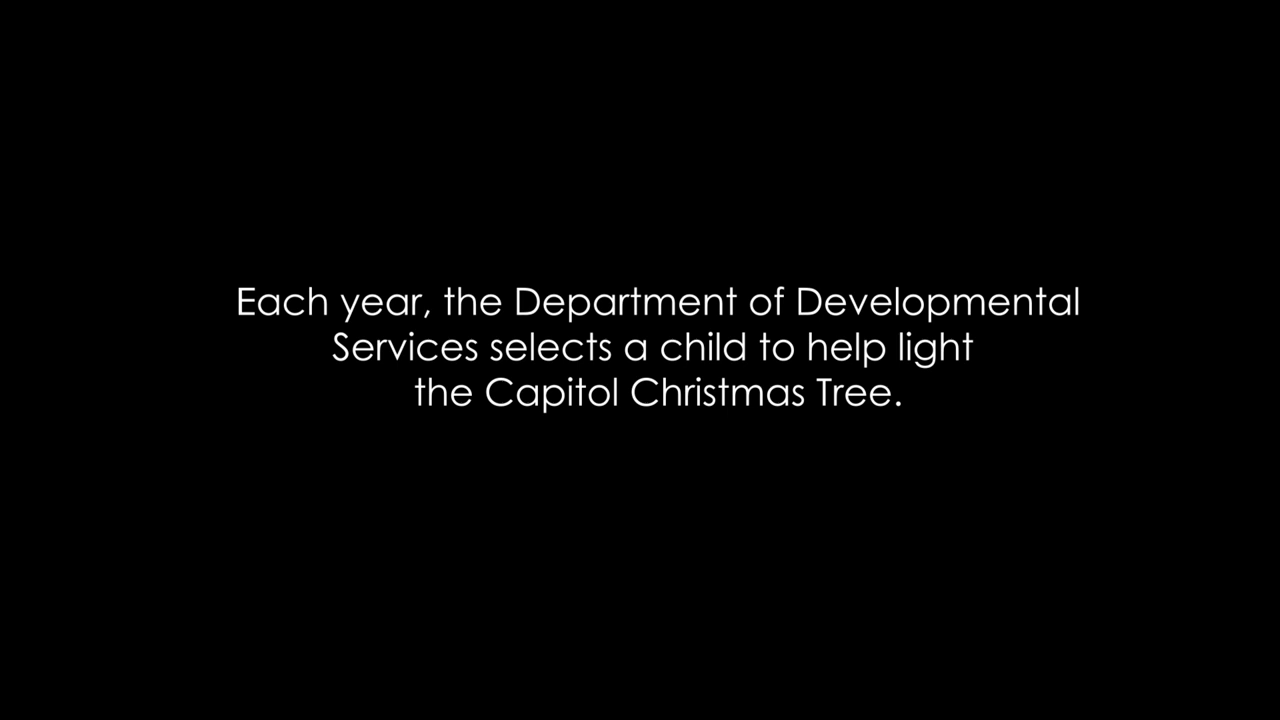 Each year, the Department of Developmental
Services selects a child to help light
the Capitol Christmas Tree.